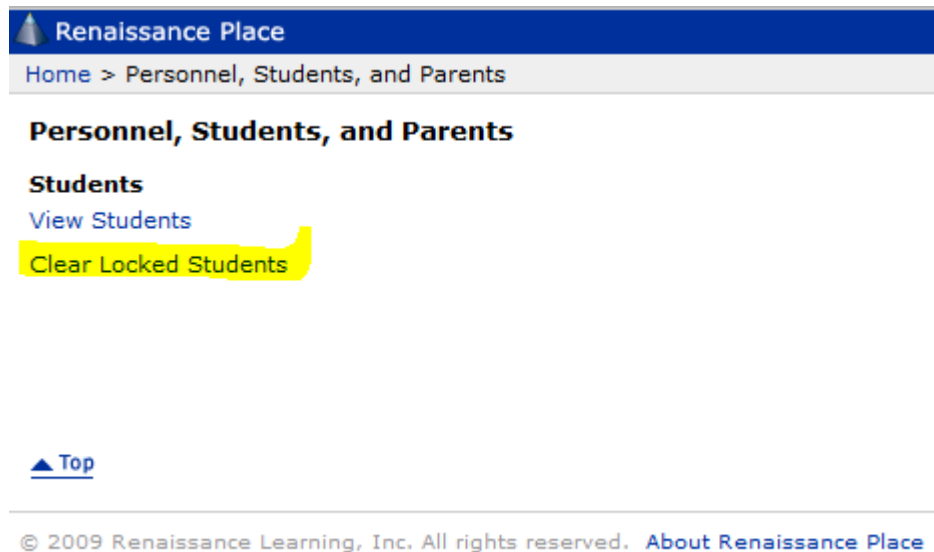 Renaissance Place
Home > Personnel, Students, and Parents
Personnel, Students, and Parents
Students
View Students
Clear Locked Students
Top
© 2009 Renaissance Learning, Inc. All rights reserved. About Renaissance Place